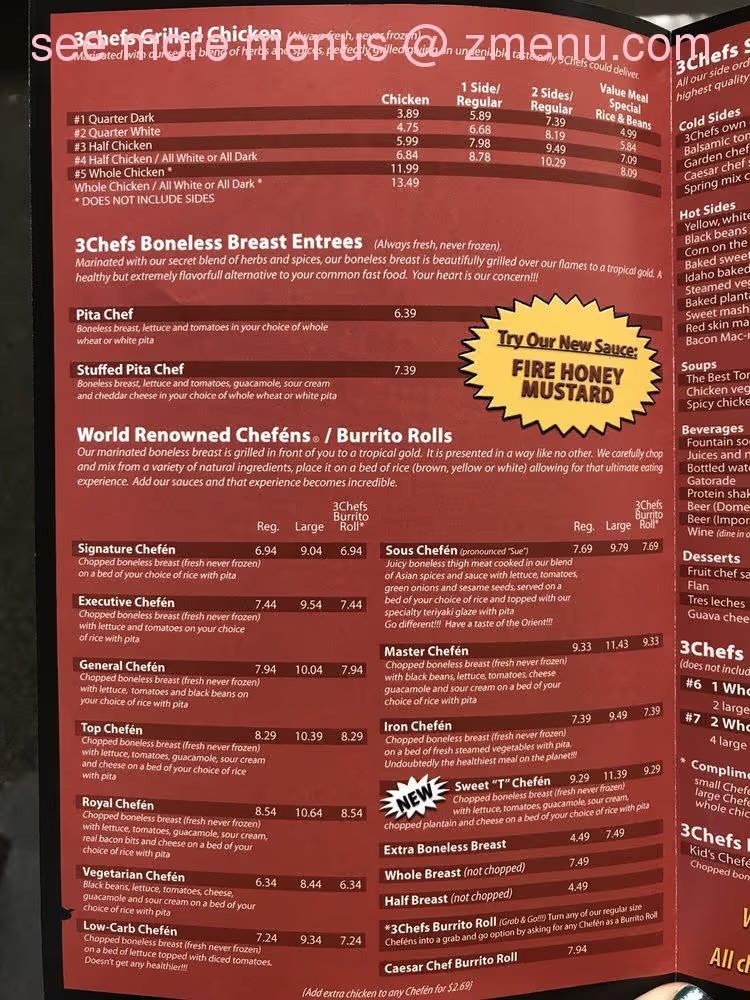 see more menus @ zmenu.com
3Chefs Grilled Chicken (Always fresh, never frozen)
Marinated with our secret blend of herbs and spices, perfectly grilled giving an undeniable taste only 3Chefs could deliver.
Chicken 1 Side/ Regular 2 Sides/ Regular Value Meal Special Rice & Beans
#1 Quarter Dark 3.89 5.89 7.39 4.99
#2 Quarter White 4.75 6.68 8.19 5.84
#3 Half Chicken 5.99 7.98 9.49 7.09
#4 Half Chicken / All White or All Dark 6.84 8.78 10.29 8.09
#5 Whole Chicken * 11.99
Whole Chicken / All White or All Dark * 13.49
* DOES NOT INCLUDE SIDES
3Chefs Boneless Breast Entrees (Always fresh, never frozen).
Marinated with our secret blend of herbs and spices, our boneless breast is beautifully grilled over our flames to a tropical gold. A
healthy but extremely flavorfull alternative to your common fast food. Your heart is our concern!!!
Pita Chef 6.39
Boneless breast, lettuce and tomatoes in your choice of whole
wheat or white pita
Stuffed Pita Chef 7.39
Boneless breast, lettuce and tomatoes, guacamole, sour cream
and cheddar cheese in your choice of whole wheat or white pita
Try Our New Sauce:
FIRE HONEY
MUSTARD
World Renowned Cheféns® / Burrito Rolls
Our marinated boneless breast is grilled in front of you to a tropical gold. It is presented in a way like no other. We carefully chop
and mix from a variety of natural ingredients, place it on a bed of rice (brown, yellow or white) allowing for that ultimate eating
experience. Add our sauces and that experience becomes incredible.
Reg. Large 3Chefs Burrito Roll*
Signature Chefén 6.94 9.04 6.94
Chopped boneless breast (fresh never frozen)
on a bed of your choice of rice with pita
Executive Chefén 7.44 9.54 7.44
Chopped boneless breast (fresh never frozen)
with lettuce and tomatoes on your choice
of rice with pita
General Chefén 7.94 10.04 7.94
Chopped boneless breast (fresh never frozen)
with lettuce, tomatoes and black beans on
your choice of rice with pita
Top Chefén 8.29 10.39 8.29
Chopped boneless breast (fresh never frozen)
with lettuce, tomatoes, guacamole, sour cream
and cheese on a bed of your choice of rice
with pita
Royal Chefén 8.54 10.64 8.54
Chopped boneless breast (fresh never frozen)
with lettuce, tomatoes, guacamole, sour cream,
real bacon bits and cheese on a bed of your
choice of rice with pita
Vegetarian Chefén 6.34 8.44 6.34
Black beans, lettuce, tomatoes, cheese,
guacamole and sour cream on a bed of your
choice of rice with pita
Low-Carb Chefén 7.24 9.34 7.24
Chopped boneless breast (fresh never frozen)
on a bed of lettuce topped with diced tomatoes.
Doesn't get any healthier!!!
Reg. Large 3Chefs Burrito Roll*
Sous Chefén (pronounced "Sue") 7.69 9.79 7.69
Juicy boneless thigh meat cooked in our blend
of Asian spices and sauce with lettuce, tomatoes,
green onions and sesame seeds, served on a
bed of your choice of rice and topped with our
specialty teriyaki glaze with pita
Go different!!! Have a taste of the Orient!!!
Master Chefén 9.33 11.43 9.33
Chopped boneless breast (fresh never frozen)
with black beans, lettuce, tomatoes, cheese
guacamole and sour cream on a bed of your
choice of rice with pita
Iron Chefén 7.39 9.49 7.39
Chopped boneless breast (fresh never frozen)
on a bed of fresh steamed vegetables with pita.
Undoubtedly the healthiest meal on the planet!!!
NEW
Sweet "T" Chefén 9.29 11.39 9.29
Chopped boneless breast (fresh never frozen)
with lettuce, tomatoes, guacamole, sour cream,
chopped plantain and cheese on a bed of your choice of rice with pita
Extra Boneless Breast 4.49 7.49
Whole Breast (not chopped) 7.49
Half Breast (not chopped) 4.49
*3Chefs Burrito Roll (Grab & Go!!!) Turn any of our regular size
Cheféns into a grab and go option by asking for any Chefén as a Burrito Roll
Caesar Chef Burrito Roll 7.94
(Add extra chicken to any Chefén for $2.69)
3Chefs S
All our side ord
highest quality
Cold Sides
3Chefs own
Balsamic tom
Garden chef
Caesar chef
Spring mix c
Hot Sides
Yellow, white
Black beans
Corn on the
Baked sweet
Idaho baked
Steamed veg
Baked plant
Sweet mash
Red skin ma
Bacon Mac-
Soups
The Best Tor
Chicken veg
Spicy chicke
Beverages
Fountain so
Juices and n
Bottled wate
Gatorade
Protein shak
Beer (Dome
Beer (Impor
Wine (dine in o
Desserts
Fruit chef sa
Flan
Tres leches
Guava chee
3Chefs
(does not includ
#6 1 Who
2 large
#7 2 Who
4 large
* Complim
small Chef
large Chef
whole chic
3Chefs
Kid's Chefé
Chopped bon
All ch